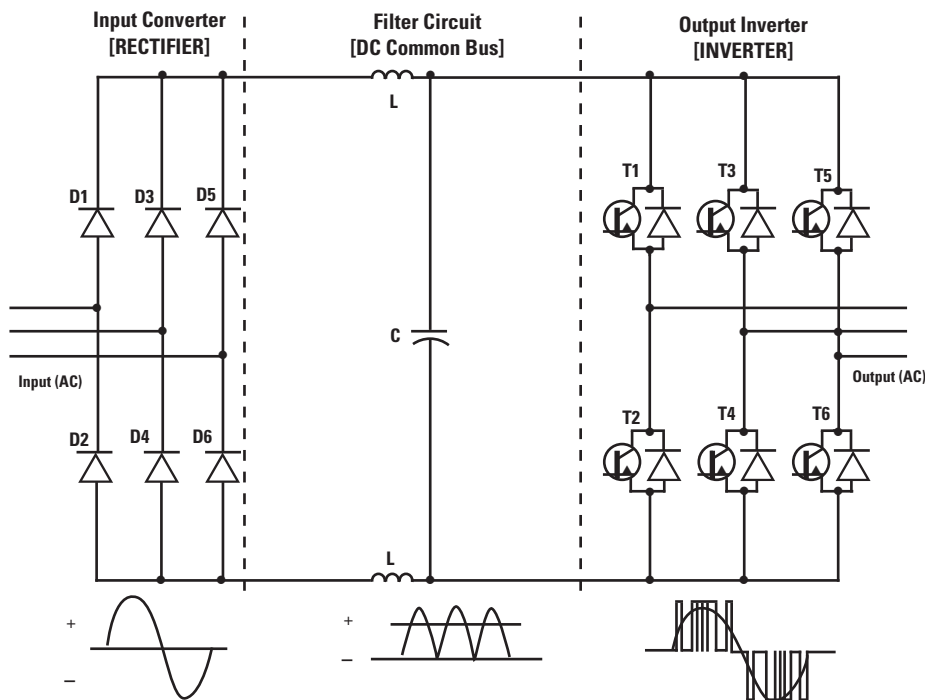 Input Converter
[RECTIFIER]
Filter Circuit
[DC Common Bus]
Output Inverter
[INVERTER]
L
T1
T3
T5
D1
D3
D5
C
Input (AC)
Output (AC)
D2
D4
D6
T2
T4
T6
L
+
–
+
–